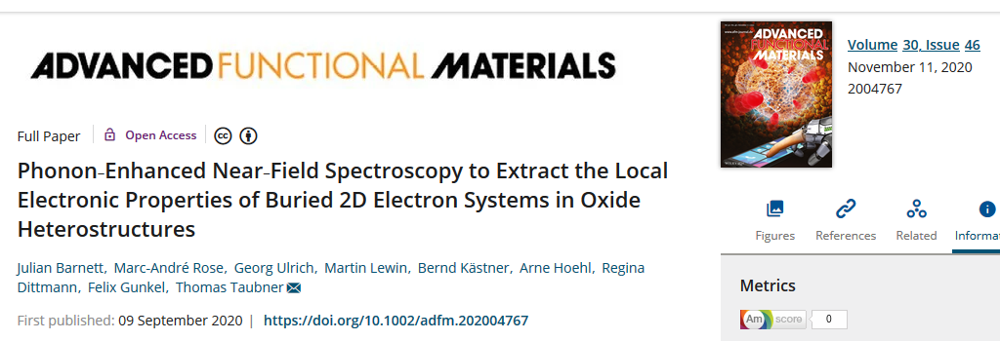 ADVANCED FUNCTIONAL MATERIALS
Full Paper
Open Access
cc
Phonon-Enhanced Near-Field Spectroscopy to Extract the Local
Electronic Properties of Buried 2D Electron Systems in Oxide
Heterostructures
Julian Barnett, Marc-André Rose, Georg Ulrich, Martin Lewin, Bernd Kästner, Arne Hoehl, Regina
Dittmann, Felix Gunkel, Thomas Taubner
First published: 09 September 2020 | https://doi.org/10.1002/adfm.202004767
ADVANCED
FUNCTIONAL
MATERIALS
Volume 30, Issue 46
November 11, 2020
2004767
Figures
References
Related
Informa
Metrics
Am score 0